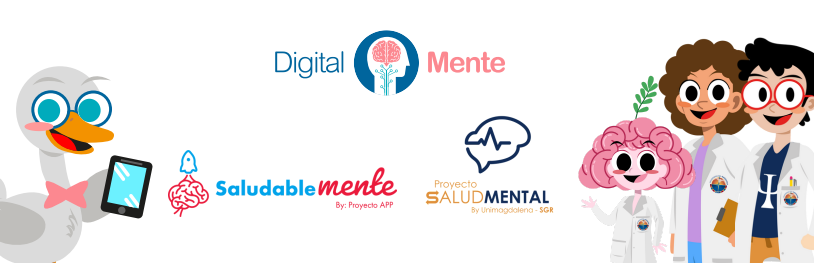 Digital Mente
Saludable mente
By: Proyecto APP
Proyecto
SALUDMENTAL
By Unimagdalena - SGR